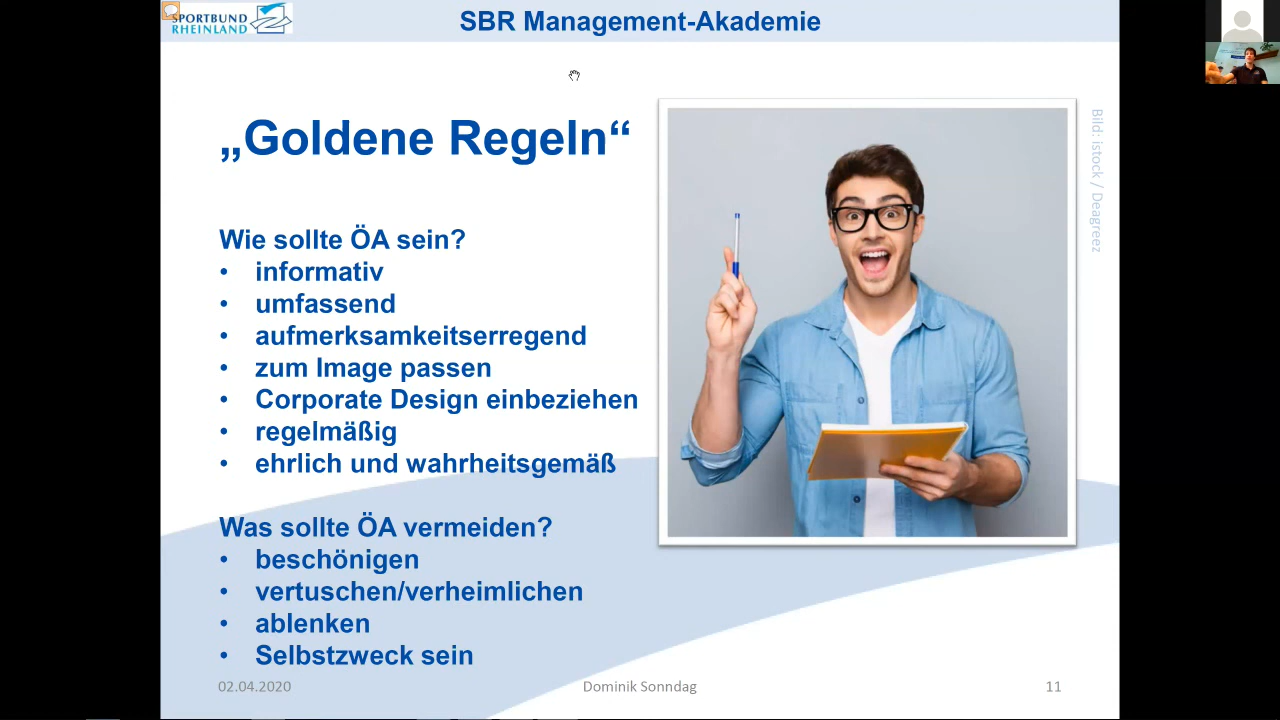 SPORTBUND
RHEINLAND
SBR Management-Akademie
„Goldene Regeln“
Bild: istock / Deagreez
Wie sollte ÖA sein?
• informativ
• umfassend
• aufmerksamkeitserregend
• zum Image passen
• Corporate Design einbeziehen
• regelmäßig
• ehrlich und wahrheitsgemäß
Was sollte ÖA vermeiden?
• beschönigen
• vertuschen/verheimlichen
• ablenken
• Selbstzweck sein
02.04.2020
Dominik Sonndag
11